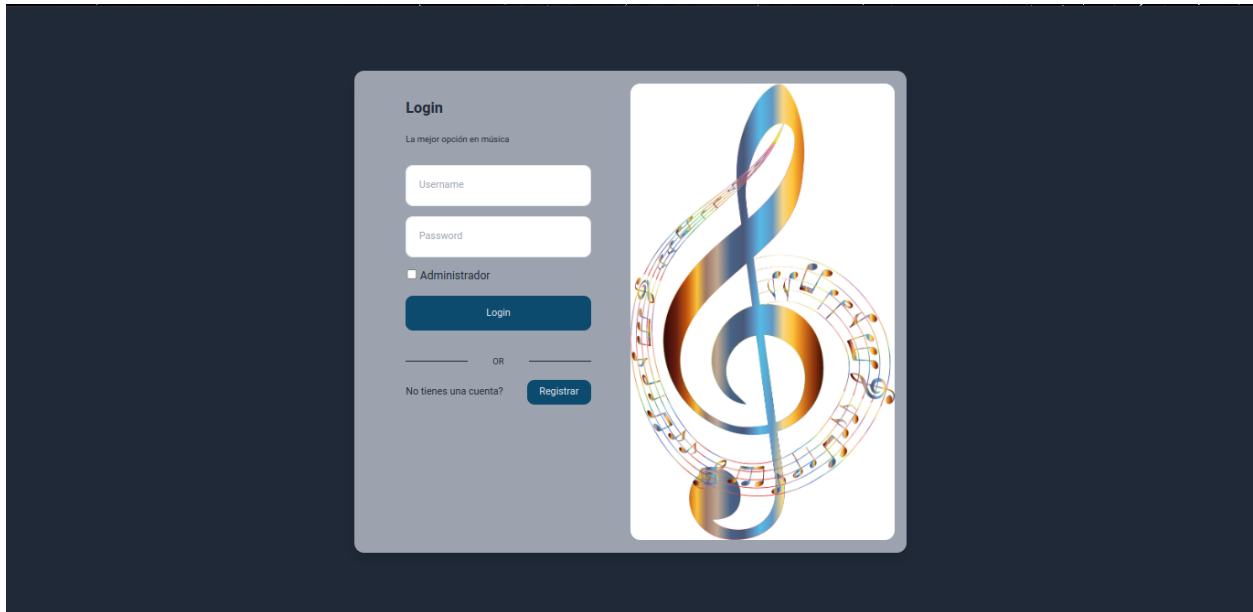 Login
La mejor opción en música
Username
Password
Administrador
Login
OR
No tienes una cuenta? Registrar